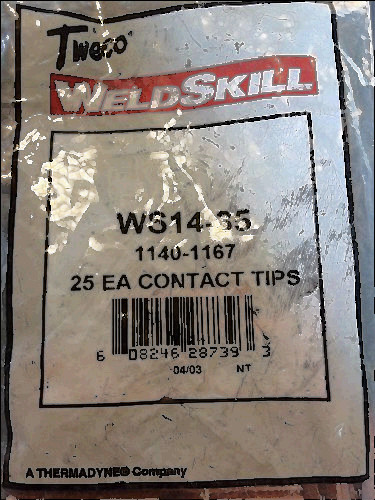 Tweco
WELDSKILL
WS14-35
1140-1167
25 EA CONTACT TIPS
6 08246 28739 3
04/03 NT
A THERMADYNE® Company